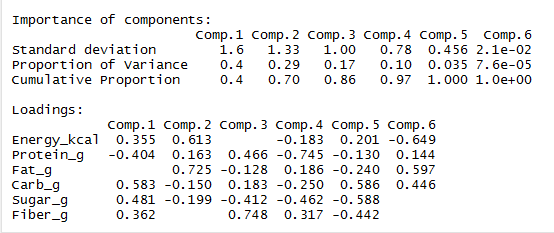 Importance of components:
                       Comp.1 Comp.2 Comp.3 Comp.4 Comp.5  Comp.6
Standard deviation        1.6   1.33   1.00   0.78  0.456 2.1e-02
Proportion of Variance    0.4   0.29   0.17   0.10  0.035 7.6e-05
Cumulative Proportion     0.4   0.70   0.86   0.97  1.000 1.0e+00
Loadings:
            Comp.1 Comp.2 Comp.3 Comp.4 Comp.5 Comp.6
Energy_kcal  0.355  0.613        -0.183  0.201 -0.649
Protein_g   -0.404  0.163  0.466 -0.745 -0.130  0.144
Fat_g               0.725 -0.128  0.186 -0.240  0.597
Carb_g       0.583 -0.150  0.183 -0.250  0.586  0.446
Sugar_g      0.481 -0.199 -0.412 -0.462 -0.588
Fiber_g      0.362         0.748  0.317 -0.442